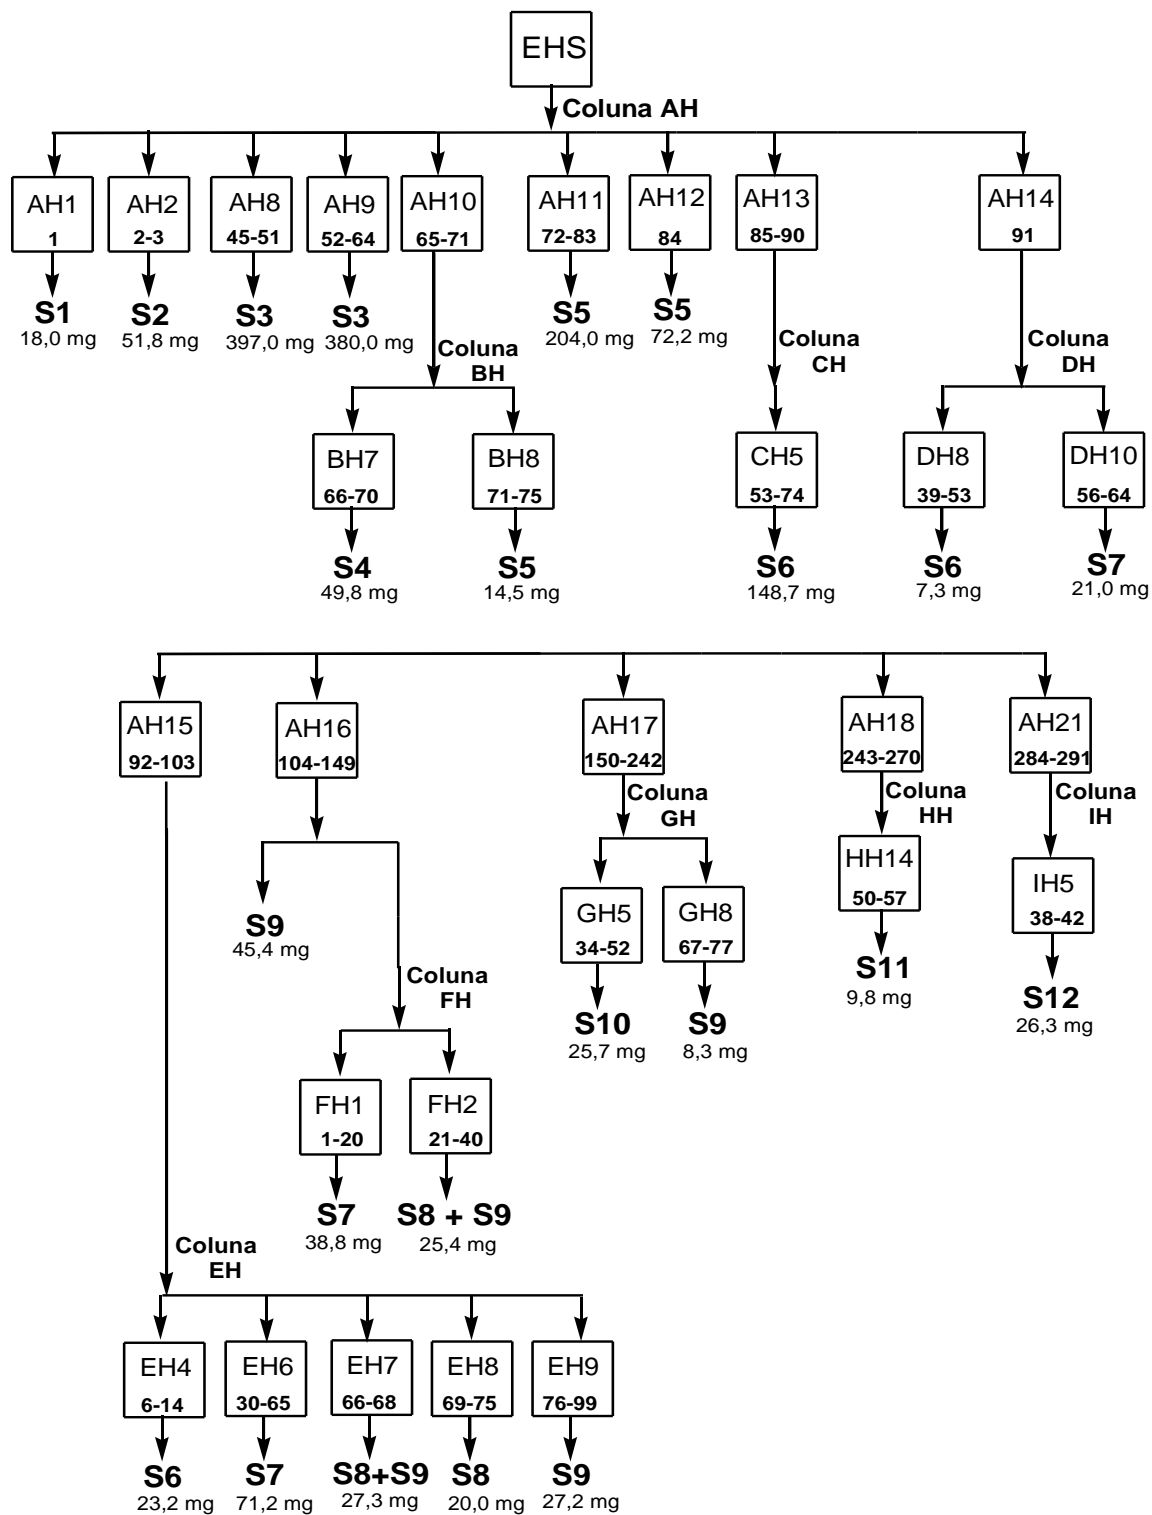 EHS
Coluna AH
AH1
1
AH2
2-3
AH8
45-51
AH9
52-64
AH10
65-71
AH11
72-83
AH12
84
AH13
85-90
AH14
91
S1
18,0 mg
S2
51,8 mg
S3
397,0 mg
S3
380,0 mg
S5
204,0 mg
S5
72,2 mg
Coluna
BH
Coluna
CH
Coluna
DH
BH7
66-70
BH8
71-75
CH5
53-74
DH8
39-53
DH10
56-64
S4
49,8 mg
S5
14,5 mg
S6
148,7 mg
S6
7,3 mg
S7
21,0 mg
AH15
92-103
AH16
104-149
AH17
150-242
AH18
243-270
AH21
284-291
Coluna
GH
Coluna
HH
Coluna
IH
S9
45,4 mg
GH5
34-52
GH8
67-77
HH14
50-57
IH5
38-42
S10
25,7 mg
S9
8,3 mg
S11
9,8 mg
S12
26,3 mg
Coluna
FH
FH1
1-20
FH2
21-40
S7
38,8 mg
S8 + S9
25,4 mg
Coluna
EH
EH4
6-14
EH6
30-65
EH7
66-68
EH8
69-75
EH9
76-99
S6
23,2 mg
S7
71,2 mg
S8+S9
27,3 mg
S8
20,0 mg
S9
27,2 mg